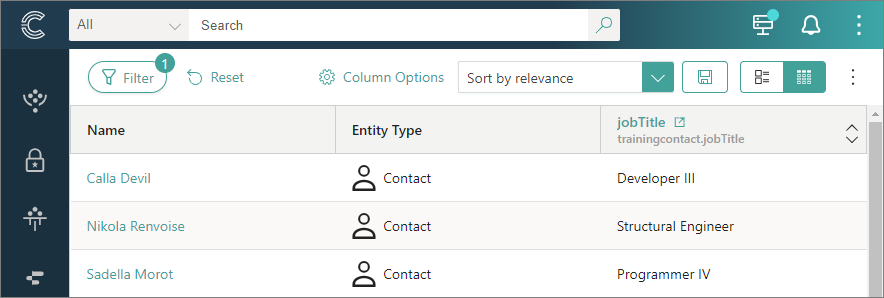 All
Search
Filter
1
Reset
Column Options
Sort by relevance
Name
Entity Type
jobTitle
trainingcontact.jobTitle
Calla Devil
Contact
Developer III
Nikola Renvoise
Contact
Structural Engineer
Sadella Morot
Contact
Programmer IV